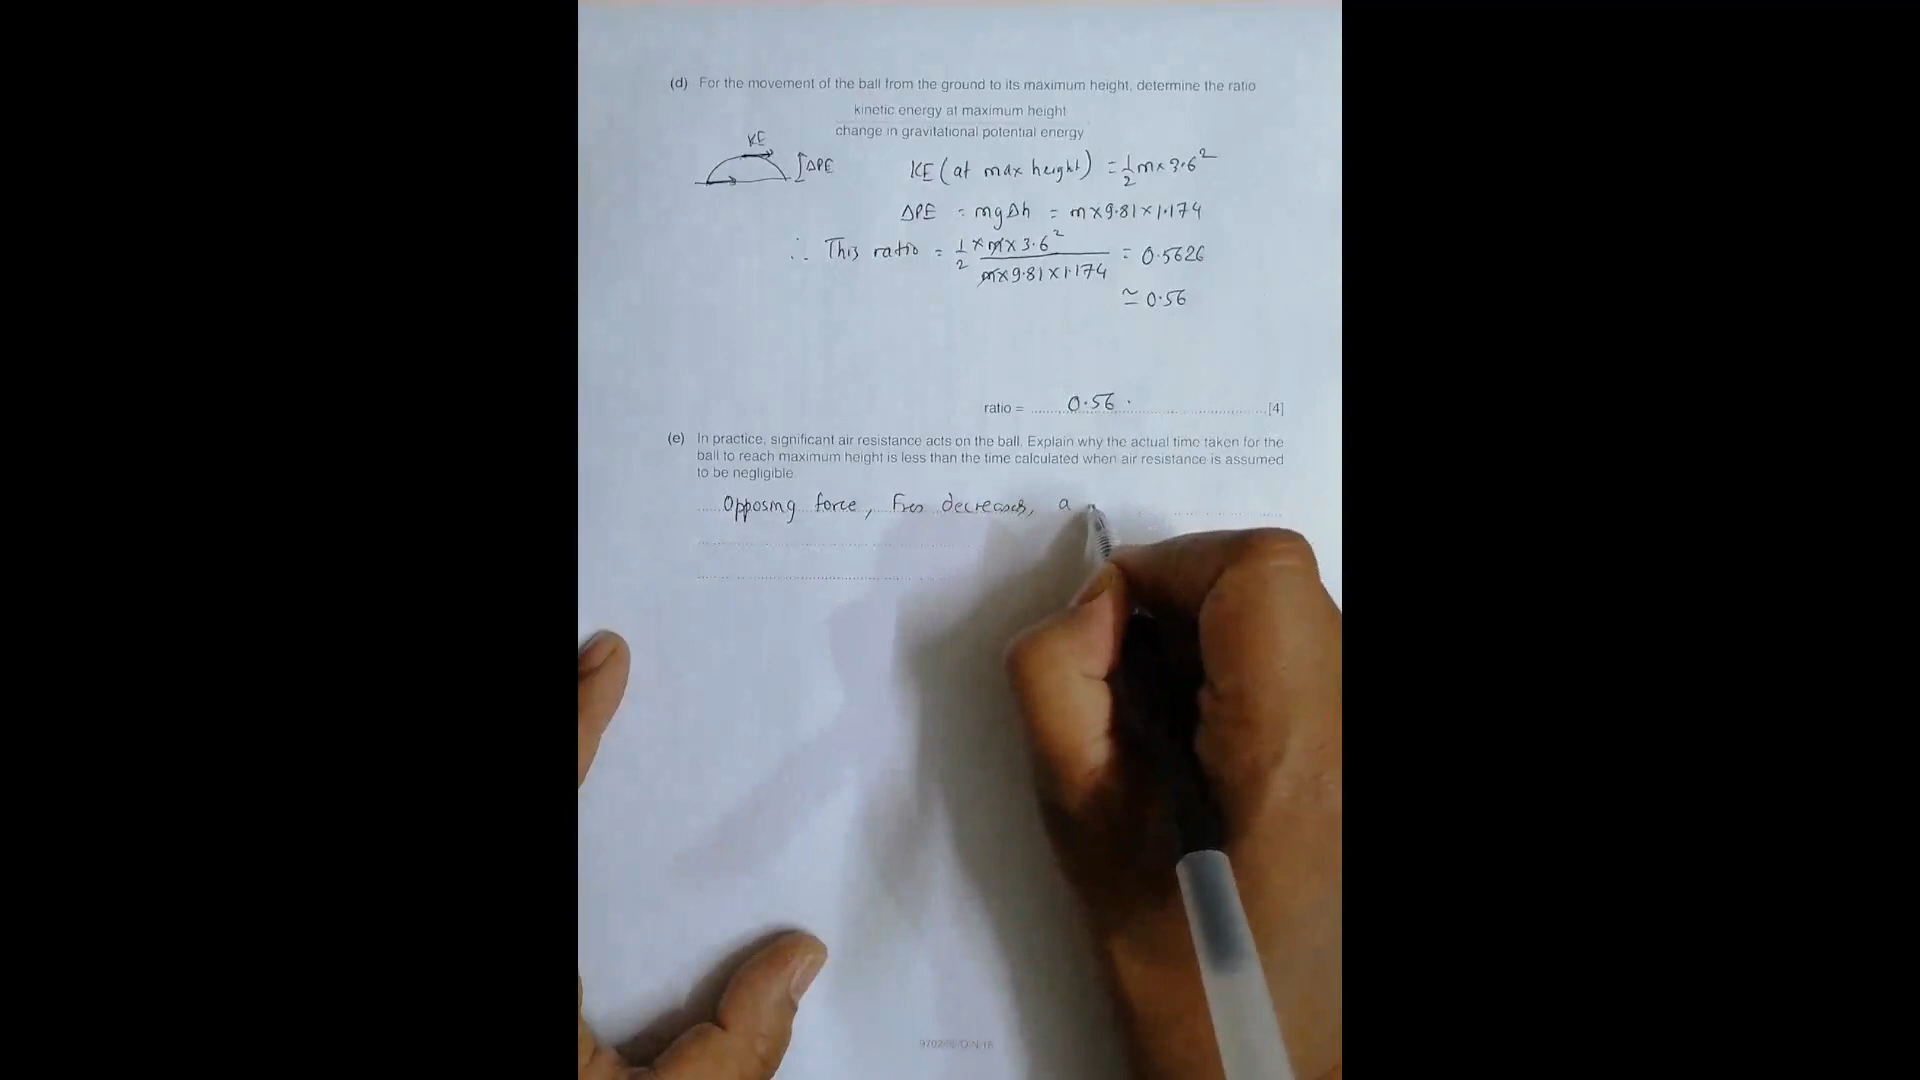 (d) For the movement of the ball from the ground to its maximum height, determine the ratio
kinetic energy at maximum height
change in gravitational potential energy
KE
ΔPE
KE (at max height) = 1/2 m × 3.6²
ΔPE = mgΔh = m × 9.81 × 1.174
∴ This ratio = 1/2 × m × 3.6² / m × 9.81 × 1.174 = 0.5626
≃ 0.56
ratio = 0.56 . [4]
(e) In practice, significant air resistance acts on the ball. Explain why the actual time taken for the
ball to reach maximum height is less than the time calculated when air resistance is assumed
to be negligible.
Opposing force, Fres decreases, a